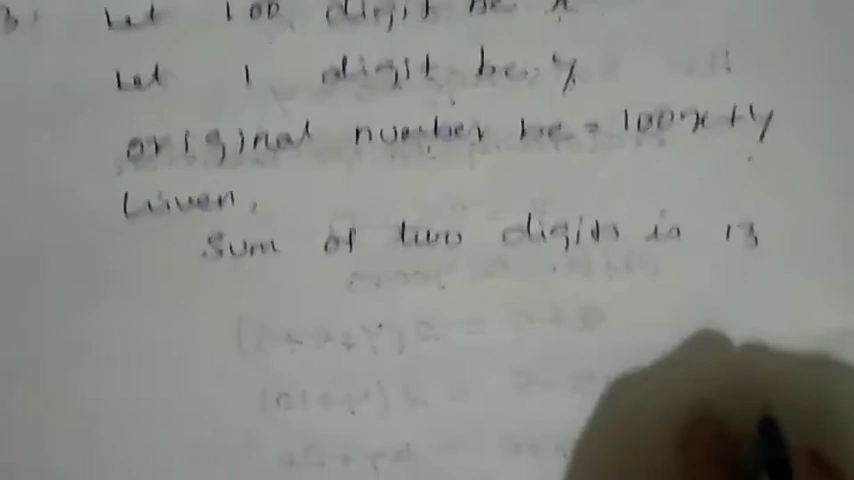 3. Let 100 digit be x
Let 1 digit be y
original number be = 100x+y
Given,
Sum of two digits is 13